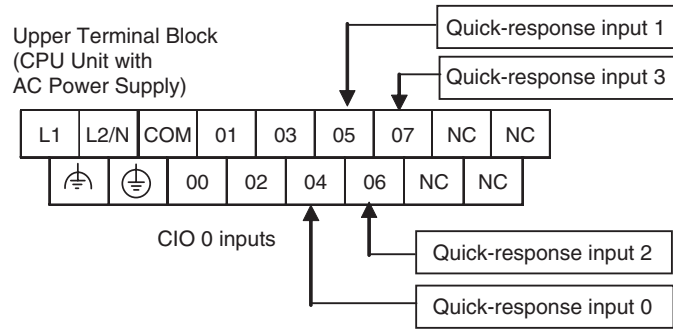 Upper Terminal Block
(CPU Unit with
AC Power Supply)
Quick-response input 1
Quick-response input 3
L1 L2/N COM 01 03 05 07 NC NC
00 02 04 06 NC NC
CIO 0 inputs
Quick-response input 2
Quick-response input 0